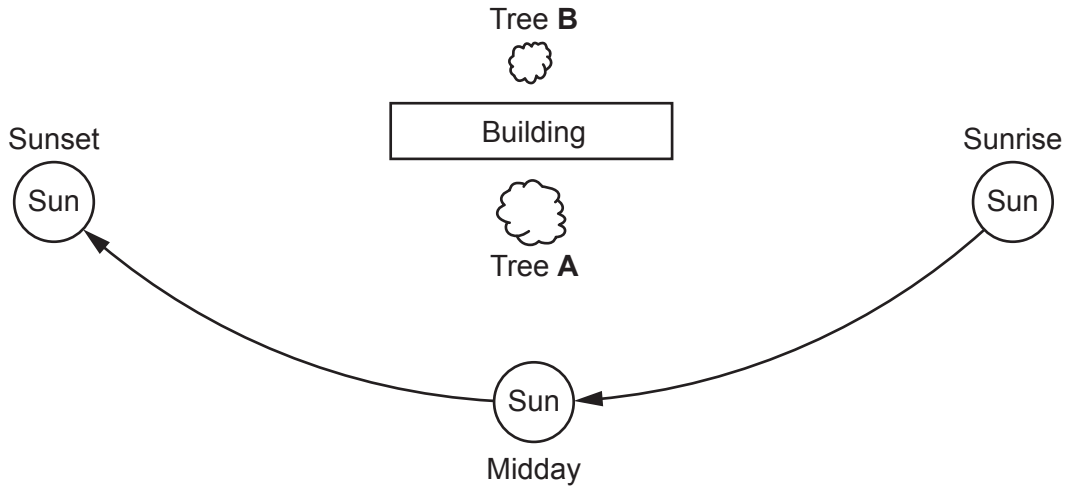 Tree B
Building
Sunset
Sunrise
Sun
Sun
Tree A
Sun
Midday